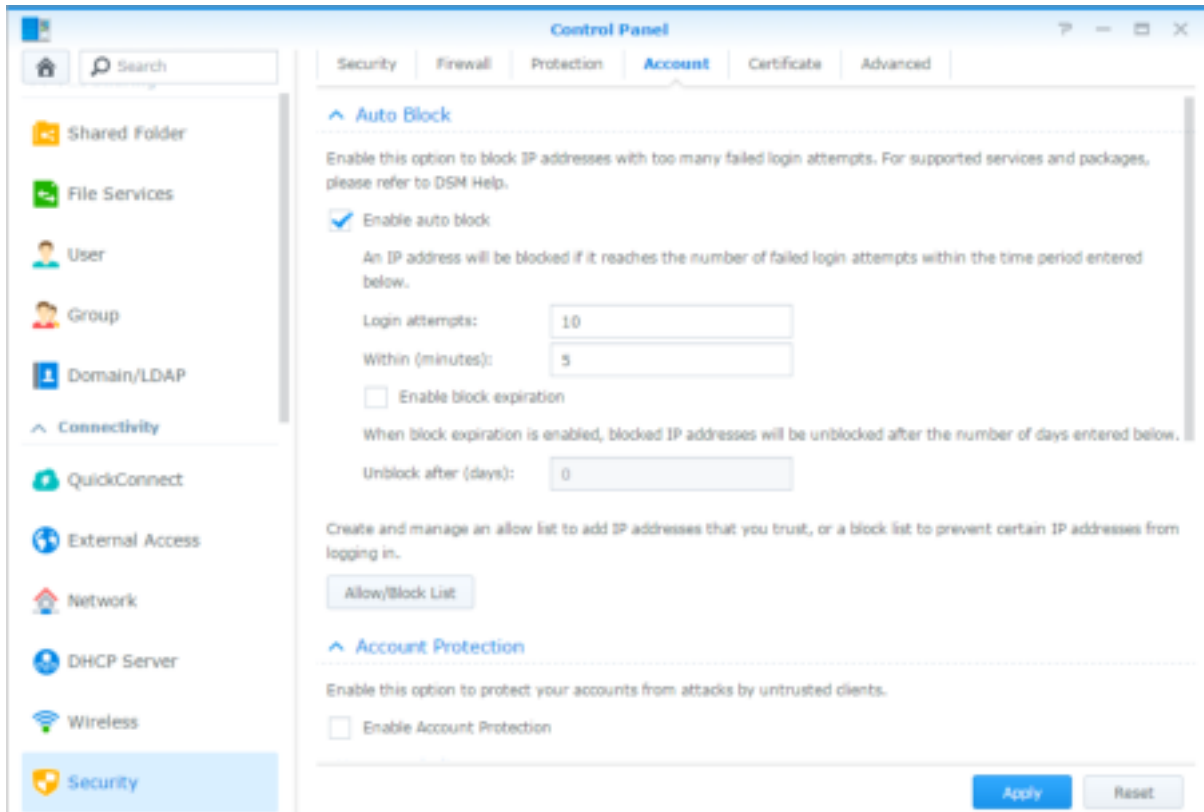 Control Panel
Search
Shared Folder
File Services
User
Group
Domain/LDAP
Connectivity
QuickConnect
External Access
Network
DHCP Server
Wireless
Security
Security Firewall Protection Account Certificate Advanced
Auto Block
Enable this option to block IP addresses with too many failed login attempts. For supported services and packages,
please refer to DSM Help.
Enable auto block
An IP address will be blocked if it reaches the number of failed login attempts within the time period entered
below.
Login attempts: 10
Within (minutes): 5
Enable block expiration
When block expiration is enabled, blocked IP addresses will be unblocked after the number of days entered below.
Unblock after (days): 0
Create and manage an allow list to add IP addresses that you trust, or a block list to prevent certain IP addresses from
logging in.
Allow/Block List
Account Protection
Enable this option to protect your accounts from attacks by untrusted clients.
Enable Account Protection
Apply Reset